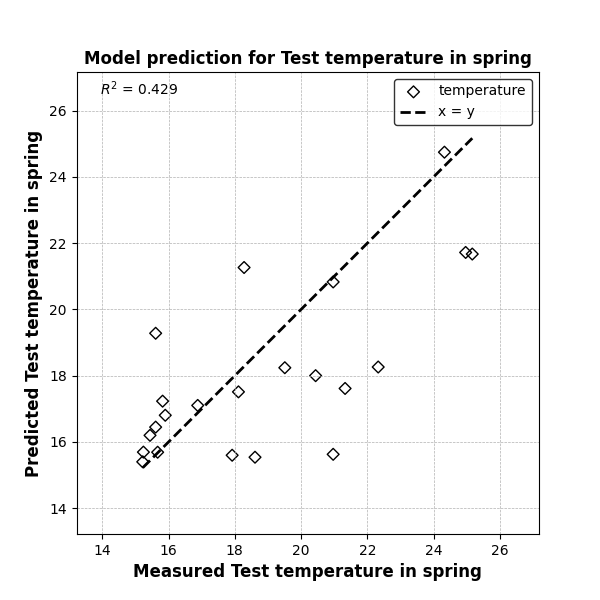 Model prediction for Test temperature in spring
R² = 0.429
temperature
x = y
26
24
22
20
18
16
14
Predicted Test temperature in spring
14 16 18 20 22 24 26
Measured Test temperature in spring